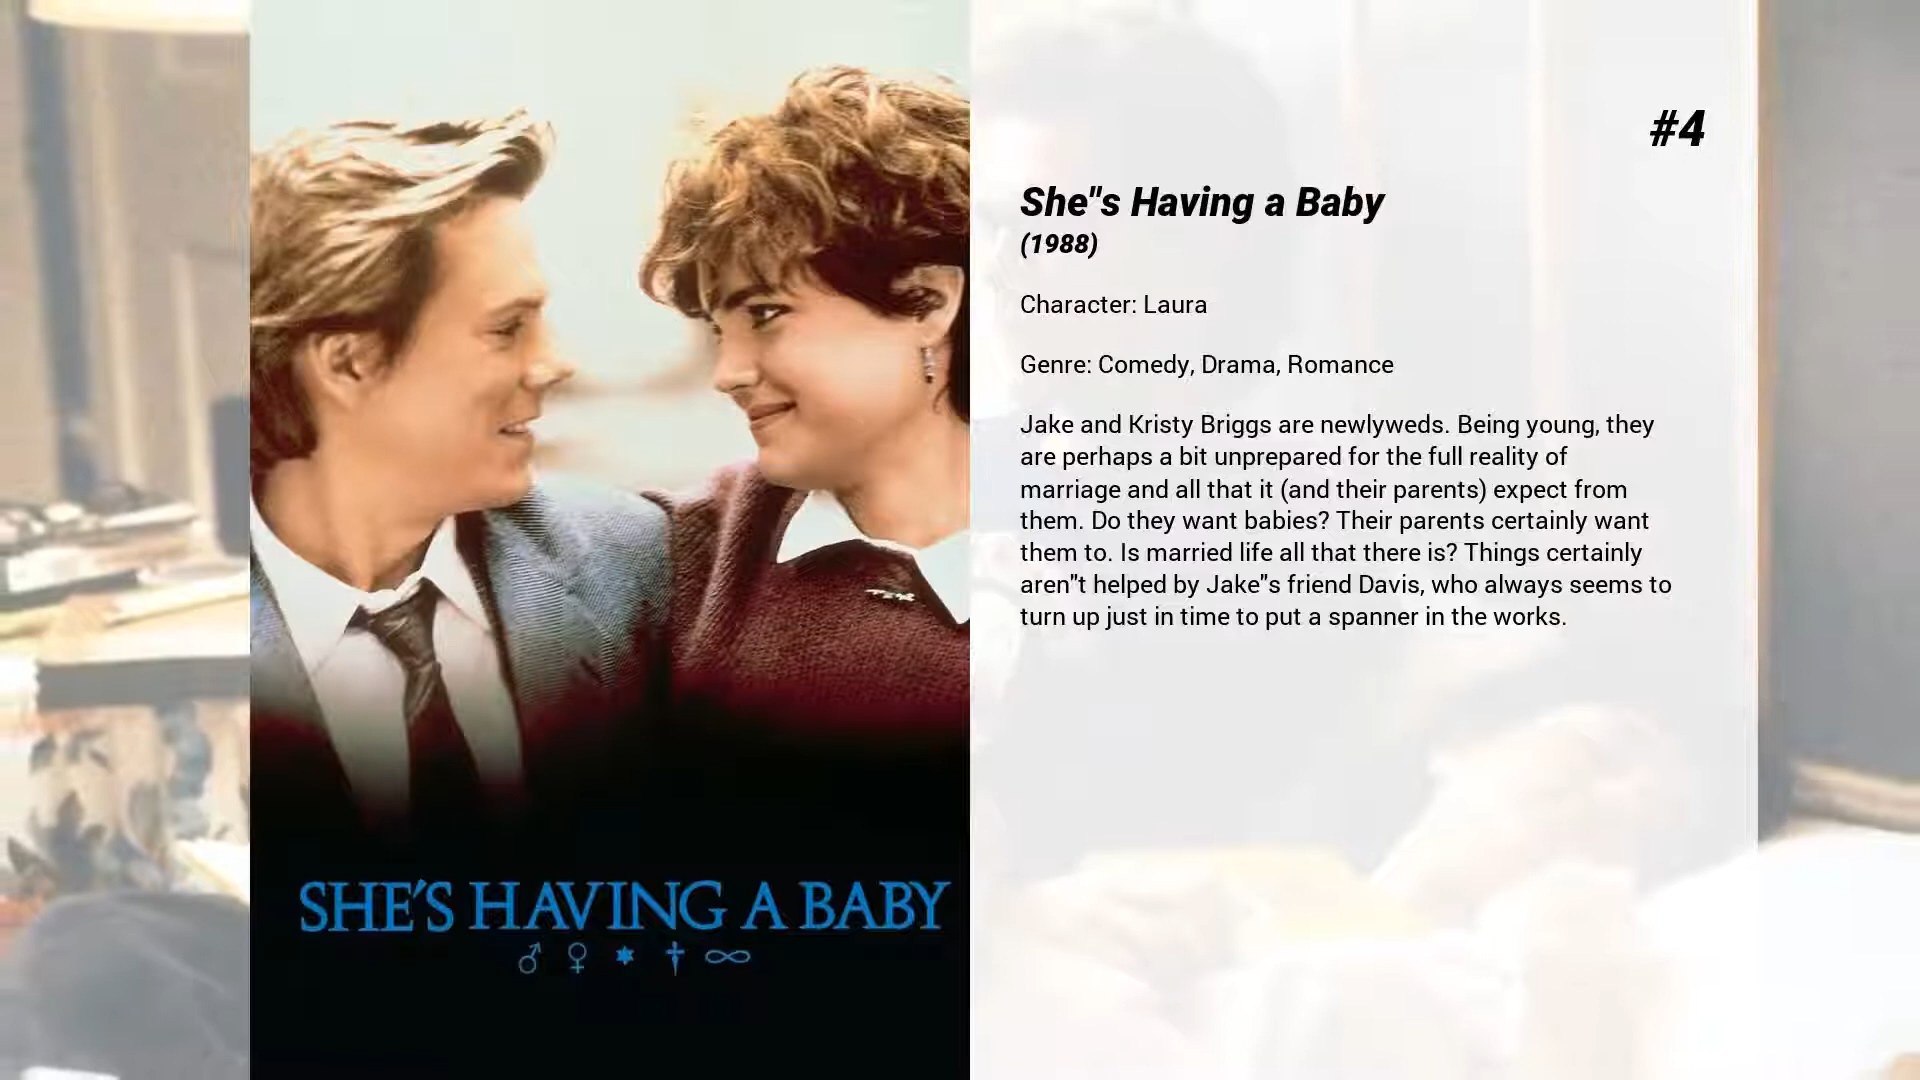 #4
She"s Having a Baby
(1988)
Character: Laura
Genre: Comedy, Drama, Romance
Jake and Kristy Briggs are newlyweds. Being young, they
are perhaps a bit unprepared for the full reality of
marriage and all that it (and their parents) expect from
them. Do they want babies? Their parents certainly want
them to. Is married life all that there is? Things certainly
aren"t helped by Jake"s friend Davis, who always seems to
turn up just in time to put a spanner in the works.
SHE'S HAVING A BABY